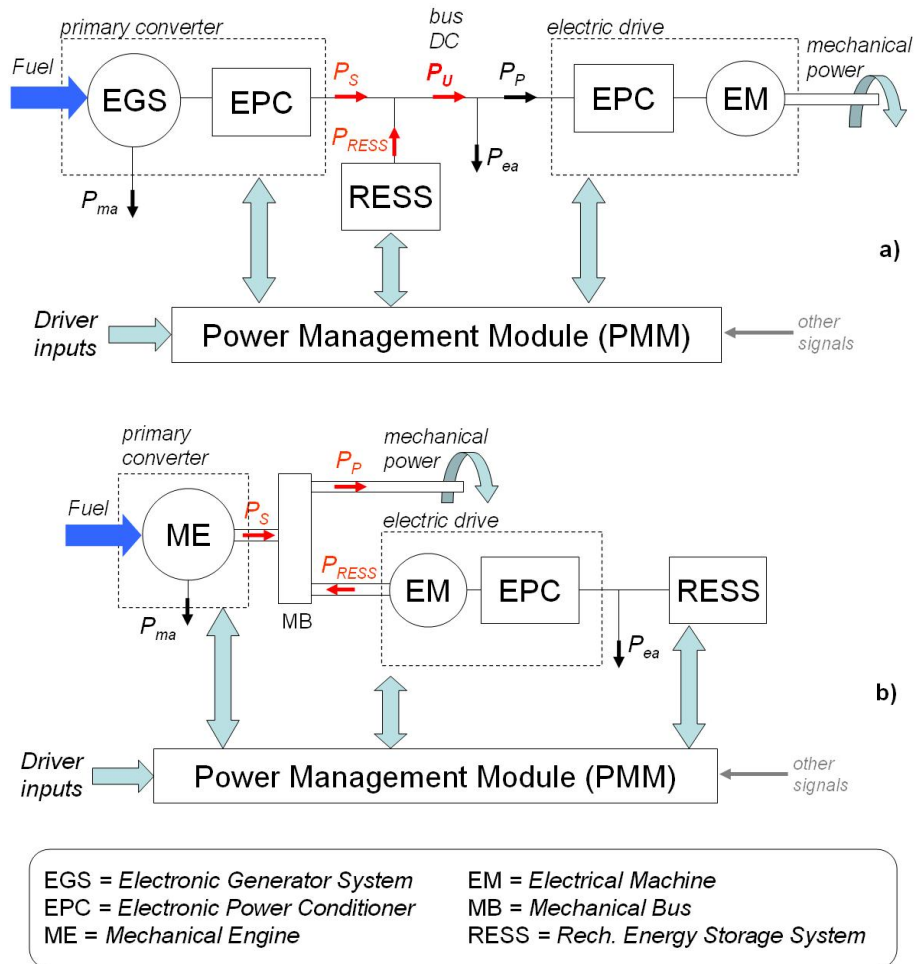 primary converter
bus
DC
electric drive
mechanical
power
Fuel
EGS
EPC
P_S
P_U
P_P
EPC
EM
P_RESS
P_ea
RESS
P_ma
a)
Driver
inputs
Power Management Module (PMM)
other
signals
primary
converter
mechanical
power
Fuel
P_P
P_S
electric drive
ME
P_RESS
EM
EPC
RESS
MB
P_ma
P_ea
b)
Driver
inputs
Power Management Module (PMM)
other
signals
EGS = Electronic Generator System
EPC = Electronic Power Conditioner
ME = Mechanical Engine
EM = Electrical Machine
MB = Mechanical Bus
RESS = Rech. Energy Storage System